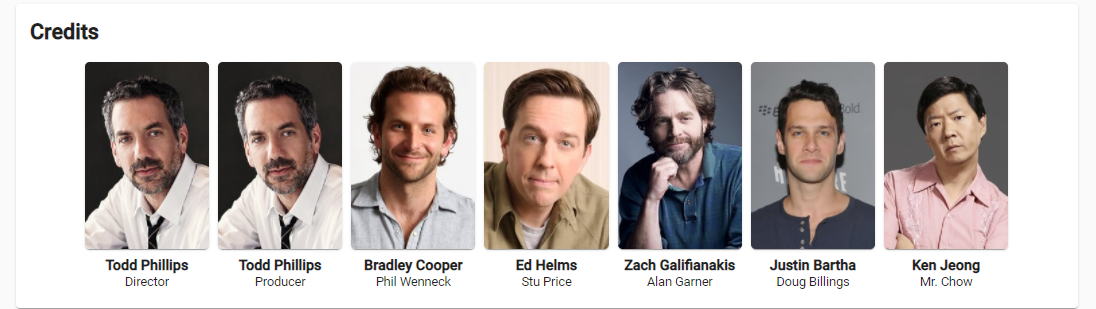 Credits
Bold
Todd Phillips
Director
Todd Phillips
Producer
Bradley Cooper
Phil Wenneck
Ed Helms
Stu Price
Zach Galifianakis
Alan Garner
Justin Bartha
Doug Billings
Ken Jeong
Mr. Chow